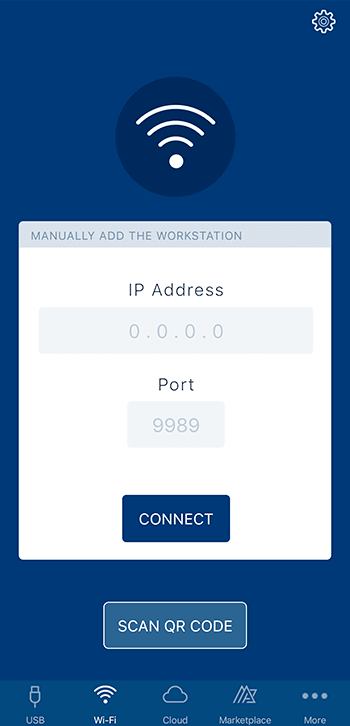 MANUALLY ADD THE WORKSTATION
IP Address
0.0.0.0
Port
9989
CONNECT
SCAN QR CODE
USB
Wi-Fi
Cloud
Marketplace
More